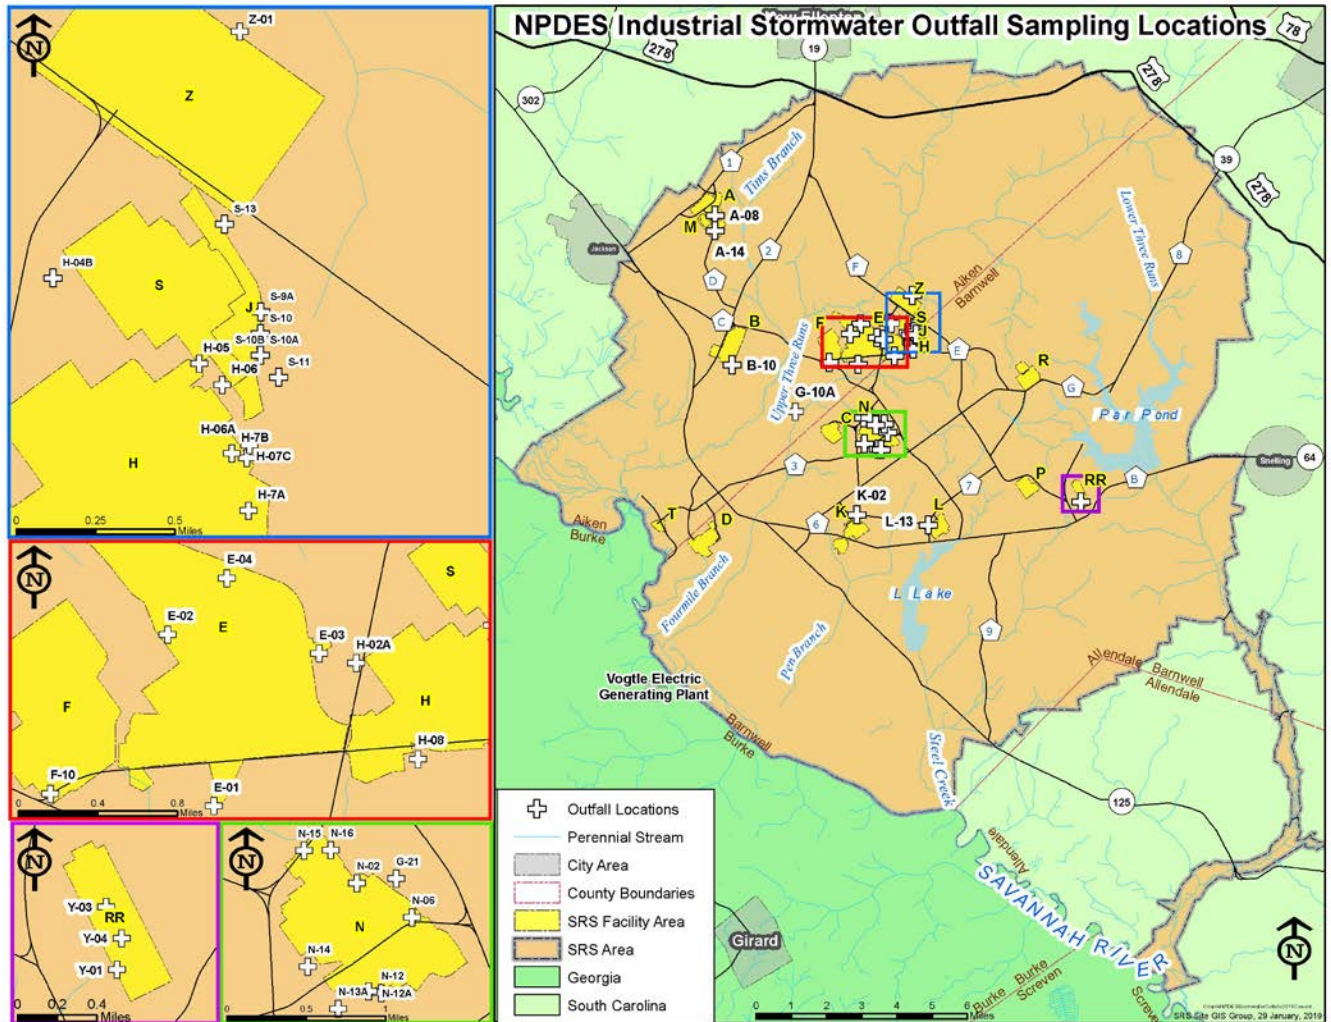 NPDES Industrial Stormwater Outfall Sampling Locations
N
Z-01
Z
S-13
H-04B
S
S-9A
J
S-10
S-10B
S-10A
H-05
S-11
H-06
H-06A
H-7B
H-07C
H
H-7A
0
0.25
0.5
Miles
N
E-04
S
E-02
E
E-03
H-02A
F
H
H-08
F-10
E-01
0
0.4
0.8
Miles
N
Y-03
RR
Y-04
Y-01
0
0.2
0.4
Miles
N
N-15
N-16
N-02
G-21
N-06
N
N-14
N-12
N-13A
N-12A
0
0.5
1
Miles
278
19
78
278
302
39
278
1
Tims Branch
A
A-08
M
A-14
Jackson
2
D
F
Lower Three Runs
8
Aiken
Barnwell
Z
C
B
F
E
S
J
H
B-10
Upper Three Runs
E
R
G
G-10A
Par Pond
N
C
3
Snelling
64
P
RR
B
7
K-02
K
L-13
L
6
T
D
Aiken
Burke
Fourmile Branch
L Lake
9
Pen Branch
Vogtle Electric
Generating Plant
Allendale
Barnwell
Allendale
Barnwell
Burke
Steel Creek
125
Allendale
SAVANNAH RIVER
Girard
Burke
Screven
Burke
Screven
N
Outfall Locations
Perennial Stream
City Area
County Boundaries
SRS Facility Area
SRS Area
Georgia
South Carolina
0
1
2
3
4
5
6
Miles
SRS Site GIS Group, 29 January, 2019